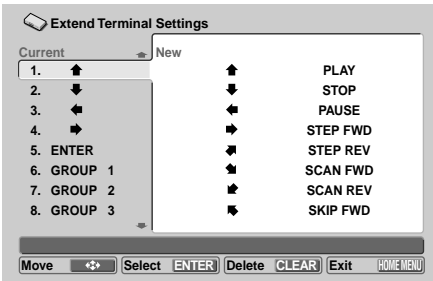 Extend Terminal Settings
Current New
1. ⬆ ⬆ PLAY
2. ⬇ ⬇ STOP
3. ⬅ ⬅ PAUSE
4. ➡ ➡ STEP FWD
5. ENTER STEP REV
6. GROUP 1 SCAN FWD
7. GROUP 2 SCAN REV
8. GROUP 3 SKIP FWD
Move Select ENTER Delete CLEAR Exit HOME MENU